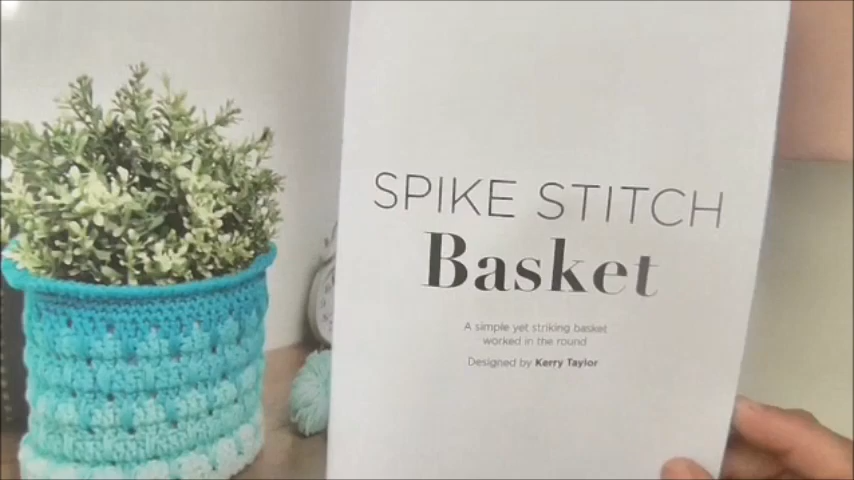 SPIKE STITCH
Basket
A simple yet striking basket
worked in the round
Designed by Kerry Taylor